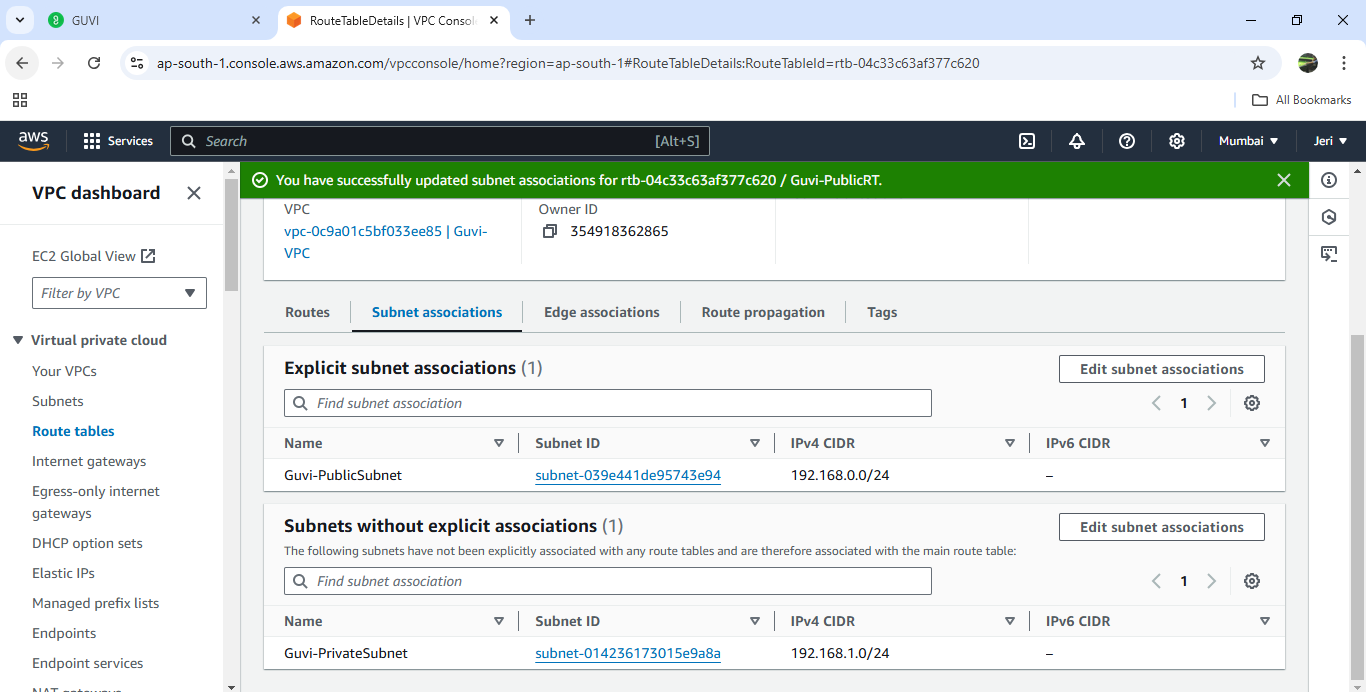 GUVI
RouteTableDetails | VPC Consol
ap-south-1.console.aws.amazon.com/vpcconsole/home?region=ap-south-1#RouteTableDetails:RouteTableId=rtb-04c33c63af377c620
All Bookmarks
aws
Services
Search
[Alt+S]
Mumbai
Jeri
VPC dashboard
EC2 Global View
Filter by VPC
Virtual private cloud
Your VPCs
Subnets
Route tables
Internet gateways
Egress-only internet
gateways
DHCP option sets
Elastic IPs
Managed prefix lists
Endpoints
Endpoint services
NAT gateways
You have successfully updated subnet associations for rtb-04c33c63af377c620 / Guvi-PublicRT.
VPC
vpc-0c9a01c5bf033ee85 | Guvi-
VPC
Owner ID
354918362865
Routes
Subnet associations
Edge associations
Route propagation
Tags
Explicit subnet associations (1)
Edit subnet associations
Find subnet association
1
Name Subnet ID IPv4 CIDR IPv6 CIDR
Guvi-PublicSubnet subnet-039e441de95743e94 192.168.0.0/24 –
Subnets without explicit associations (1)
Edit subnet associations
The following subnets have not been explicitly associated with any route tables and are therefore associated with the main route table:
Find subnet association
1
Name Subnet ID IPv4 CIDR IPv6 CIDR
Guvi-PrivateSubnet subnet-014236173015e9a8a 192.168.1.0/24 –